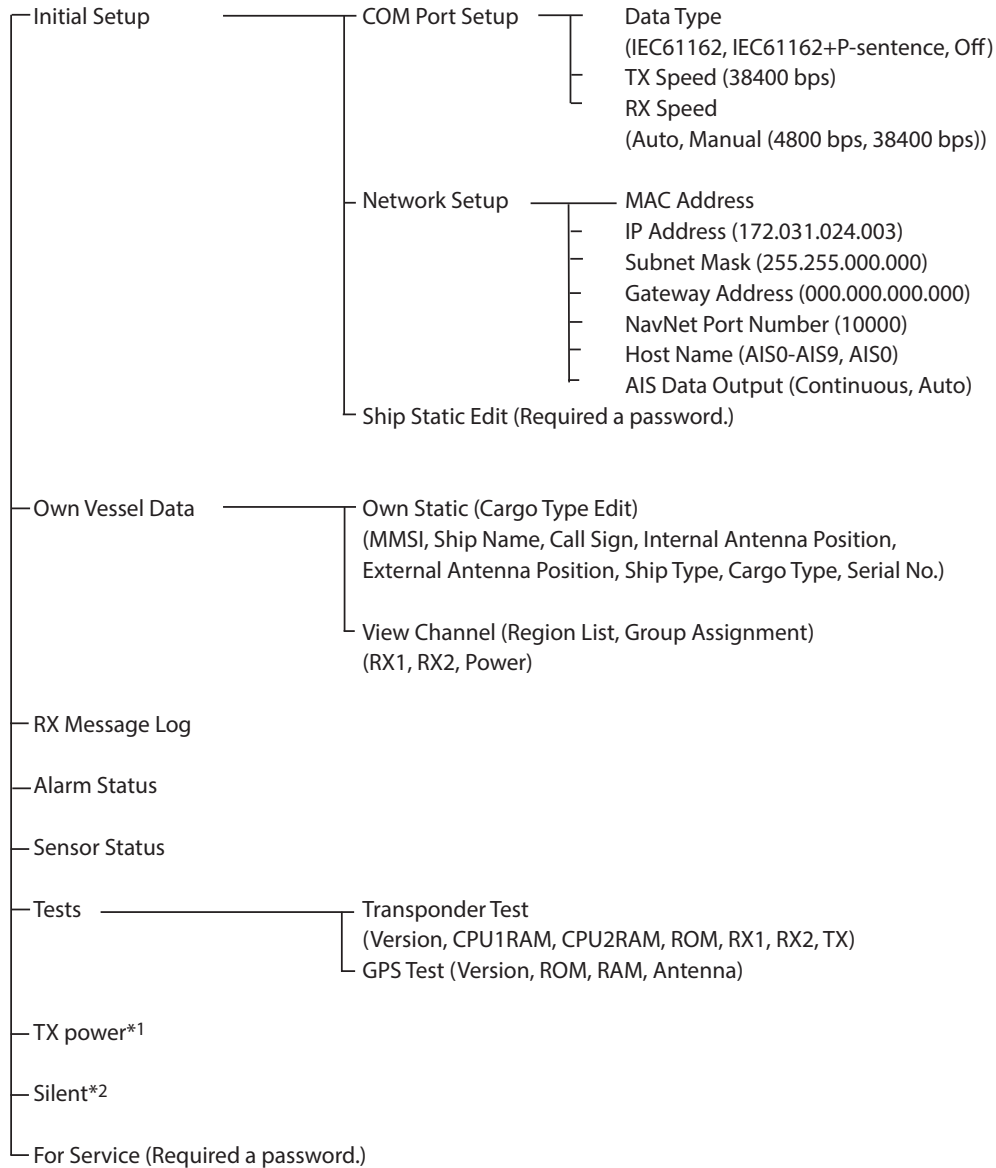 Initial Setup
COM Port Setup
Data Type
(IEC61162, IEC61162+P-sentence, Off)
TX Speed (38400 bps)
RX Speed
(Auto, Manual (4800 bps, 38400 bps))
Network Setup
MAC Address
IP Address (172.031.024.003)
Subnet Mask (255.255.000.000)
Gateway Address (000.000.000.000)
NavNet Port Number (10000)
Host Name (AIS0-AIS9, AIS0)
AIS Data Output (Continuous, Auto)
Ship Static Edit (Required a password.)
Own Vessel Data
Own Static (Cargo Type Edit)
(MMSI, Ship Name, Call Sign, Internal Antenna Position,
External Antenna Position, Ship Type, Cargo Type, Serial No.)
View Channel (Region List, Group Assignment)
(RX1, RX2, Power)
RX Message Log
Alarm Status
Sensor Status
Tests
Transponder Test
(Version, CPU1RAM, CPU2RAM, ROM, RX1, RX2, TX)
GPS Test (Version, ROM, RAM, Antenna)
TX power*1
Silent*2
For Service (Required a password.)